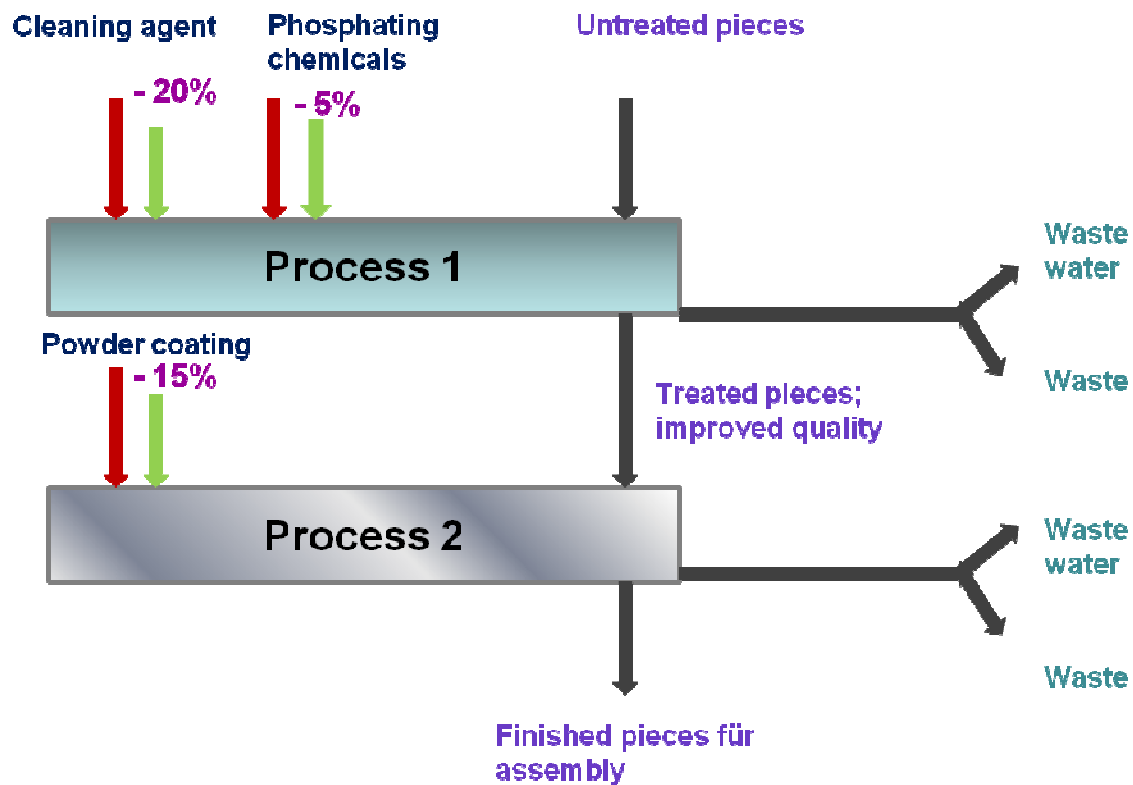 Cleaning agent
Phosphating
chemicals
Untreated pieces
- 20%
- 5%
Process 1
Waste
water
Waste
Powder coating
- 15%
Treated pieces;
improved quality
Process 2
Waste
water
Waste
Finished pieces für
assembly